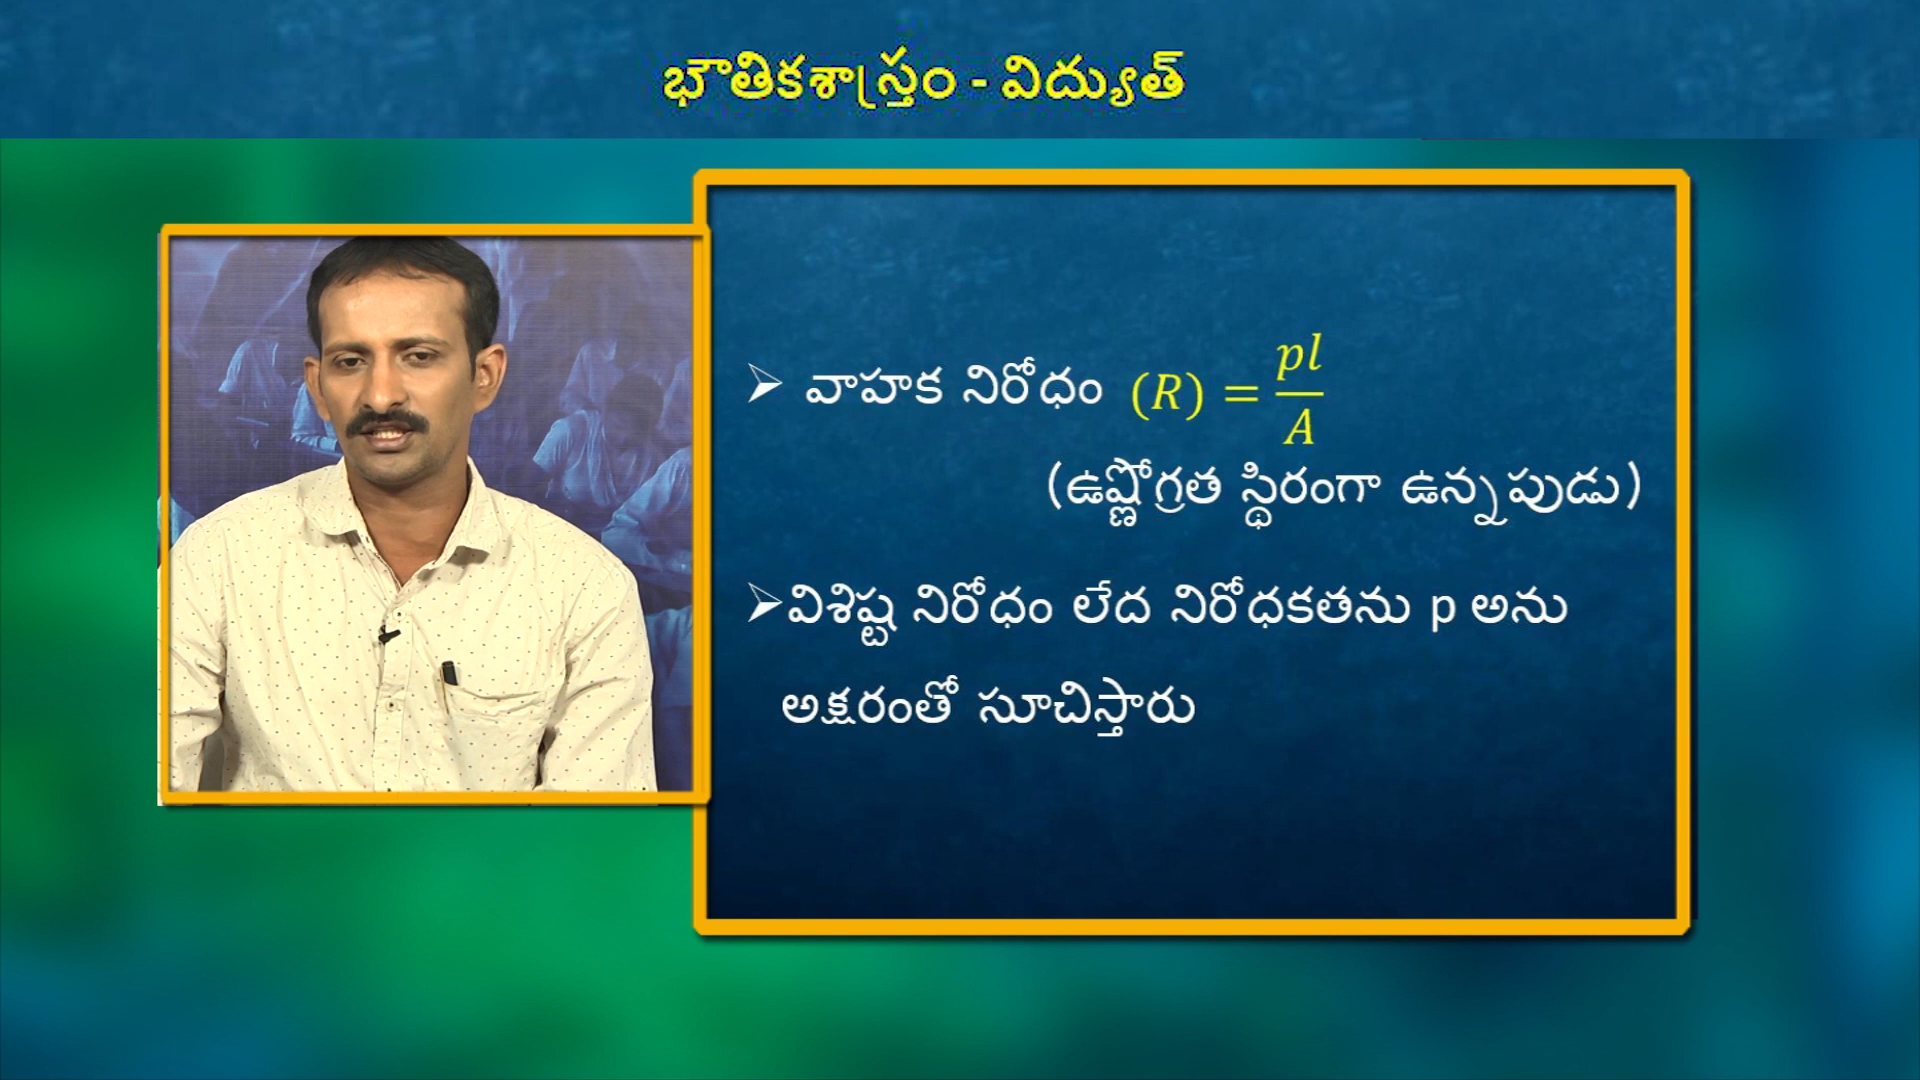 భౌతికశాస్త్రం - విద్యుత్
➢ వాహక నిరోధం (R) = pl/A
(ఉష్ణోగ్రత స్థిరంగా ఉన్నపుడు)
➢విశిష్ట నిరోధం లేద నిరోధకతను p అను
అక్షరంతో సూచిస్తారు